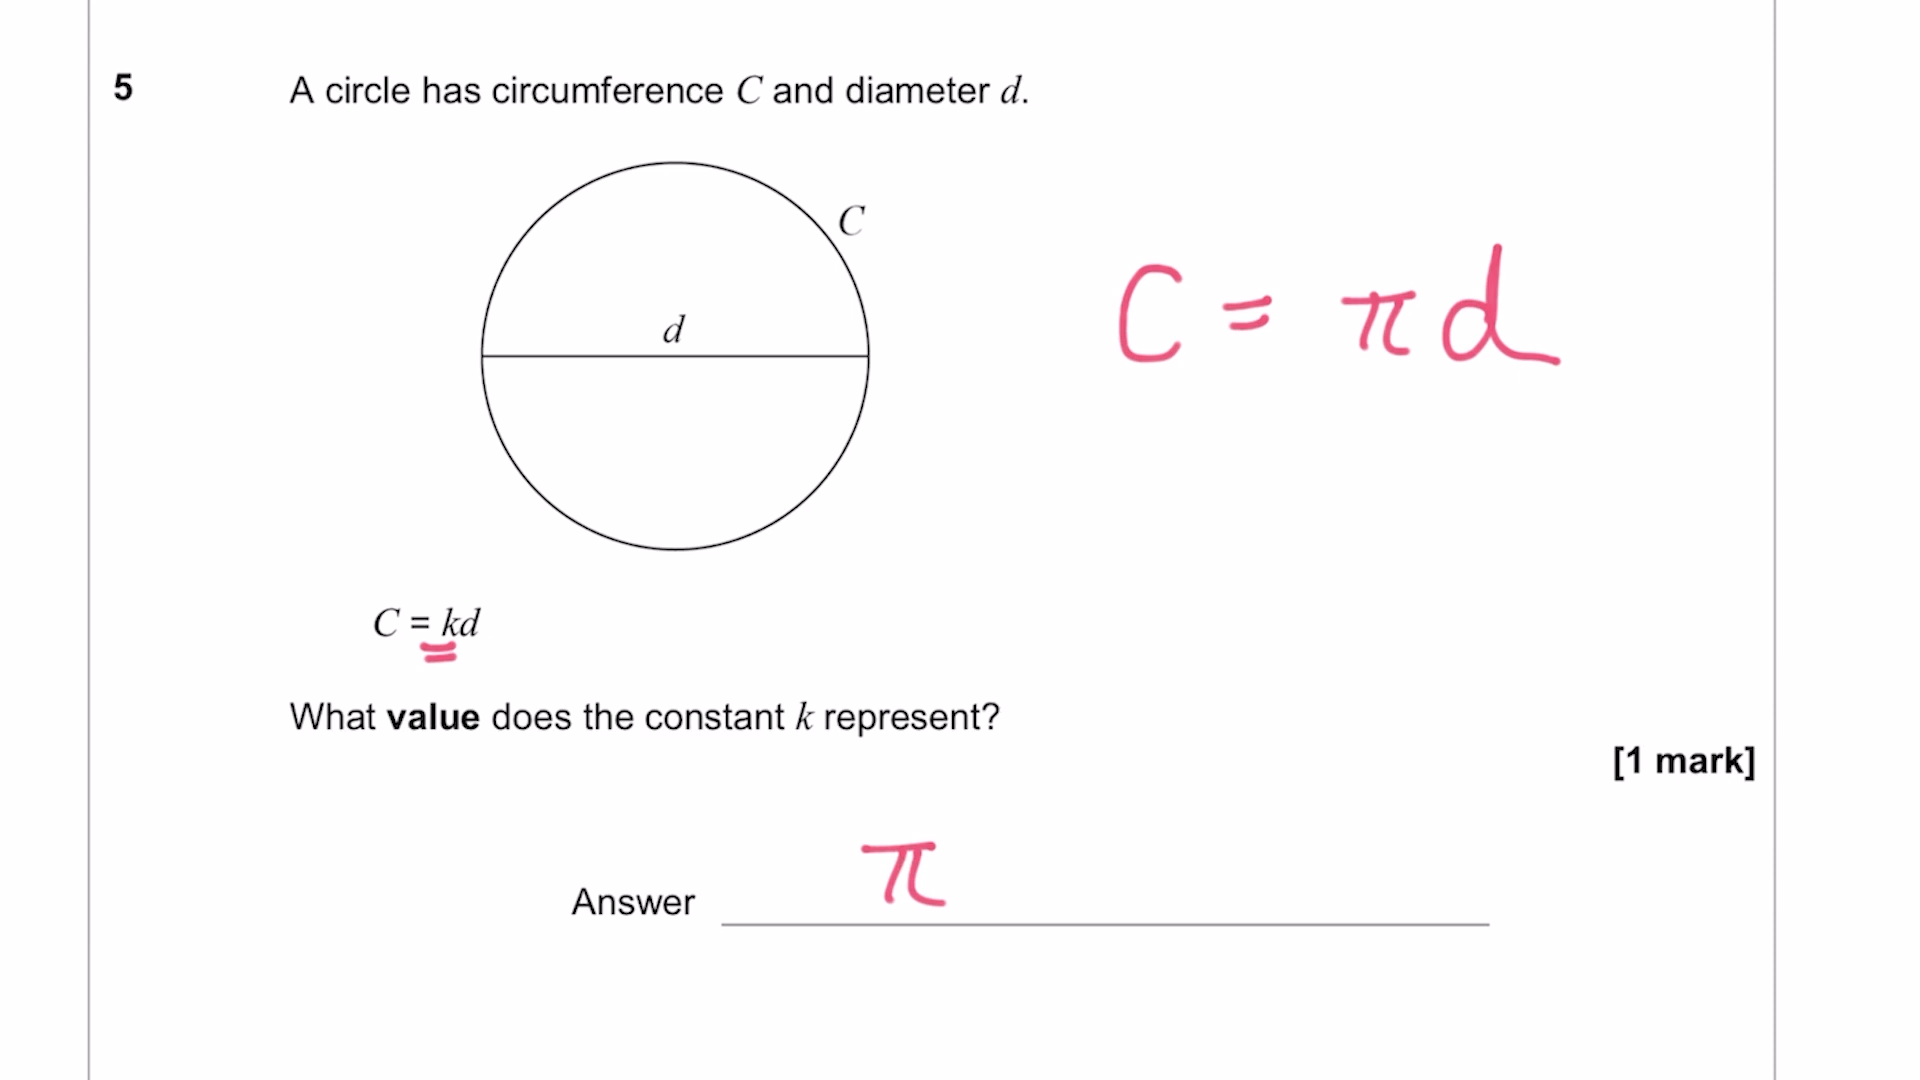 5 A circle has circumference C and diameter d.
C
d
C = πd
C = kd
What value does the constant k represent?
[1 mark]
Answer π